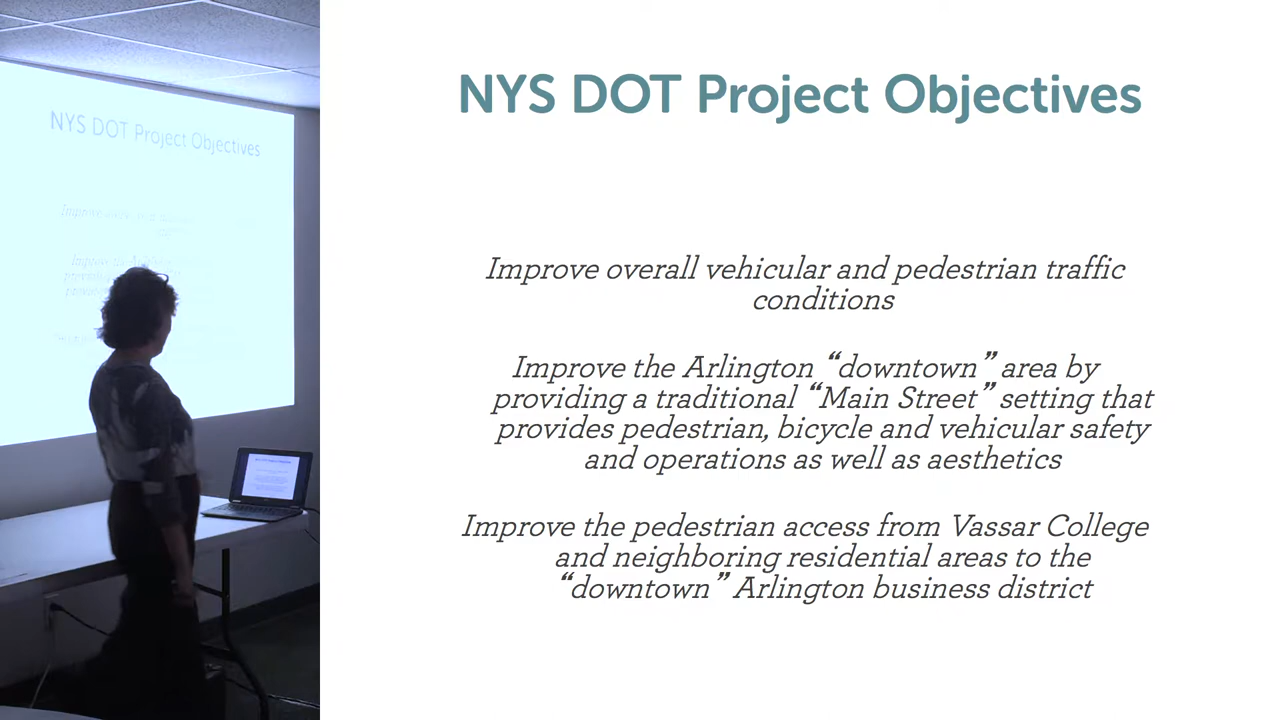 NYS DOT Project Objectives
NYS DOT Project Objectives
Improve overall vehicular and pedestrian traffic
conditions
Improve the Arlington “downtown” area by
providing a traditional “Main Street” setting that
provides pedestrian, bicycle and vehicular safety
and operations as well as aesthetics
Improve the pedestrian access from Vassar College
and neighboring residential areas to the
“downtown” Arlington business district